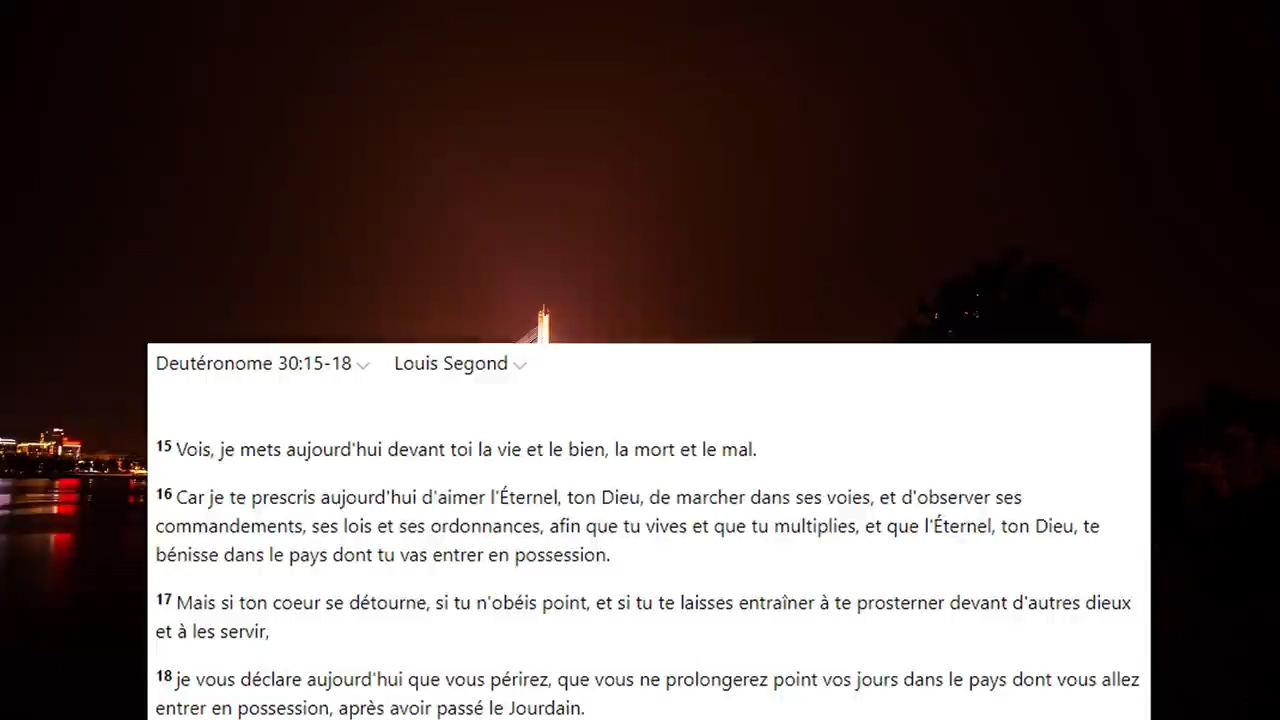 Deutéronome 30:15-18 Louis Segond
15 Vois, je mets aujourd'hui devant toi la vie et le bien, la mort et le mal.
16 Car je te prescris aujourd'hui d'aimer l'Éternel, ton Dieu, de marcher dans ses voies, et d'observer ses
commandements, ses lois et ses ordonnances, afin que tu vives et que tu multiplies, et que l'Éternel, ton Dieu, te
bénisse dans le pays dont tu vas entrer en possession.
17 Mais si ton coeur se détourne, si tu n'obéis point, et si tu te laisses entraîner à te prosterner devant d'autres dieux
et à les servir,
18 je vous déclare aujourd'hui que vous périrez, que vous ne prolongerez point vos jours dans le pays dont vous allez
entrer en possession, après avoir passé le Jourdain.